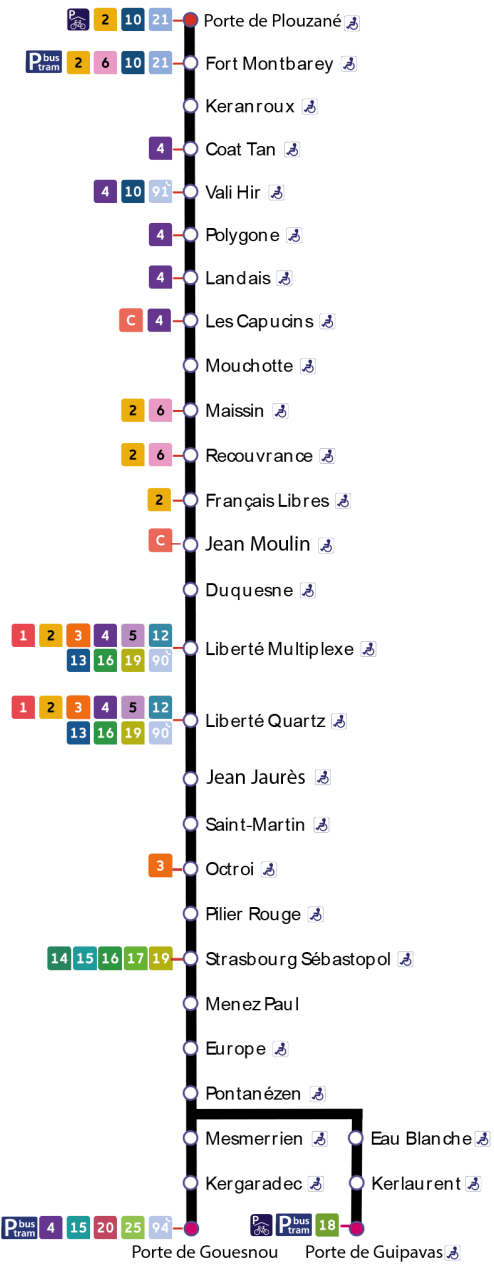 P 2 10 21 Porte de Plouzané
P bus tram 2 6 10 21 Fort Montbarey
Keranroux
4 Coat Tan
4 10 91 Vali Hir
4 Polygone
4 Landais
C 4 Les Capucins
Mouchotte
2 6 Maissin
2 6 Recouvrance
2 Français Libres
C Jean Moulin
Duquesne
1 2 3 4 5 12
13 16 19 90
Liberté Multiplexe
1 2 3 4 5 12
13 16 19 90
Liberté Quartz
Jean Jaurès
Saint-Martin
3 Octroi
Pilier Rouge
14 15 16 17 19 Strasbourg Sébastopol
Menez Paul
Europe
Pontanézen
Mesmerrien Eau Blanche
Kergaradec Kerlaurent
P bus tram 4 15 20 25 94 P P bus tram 18
Porte de Gouesnou Porte de Guipavas